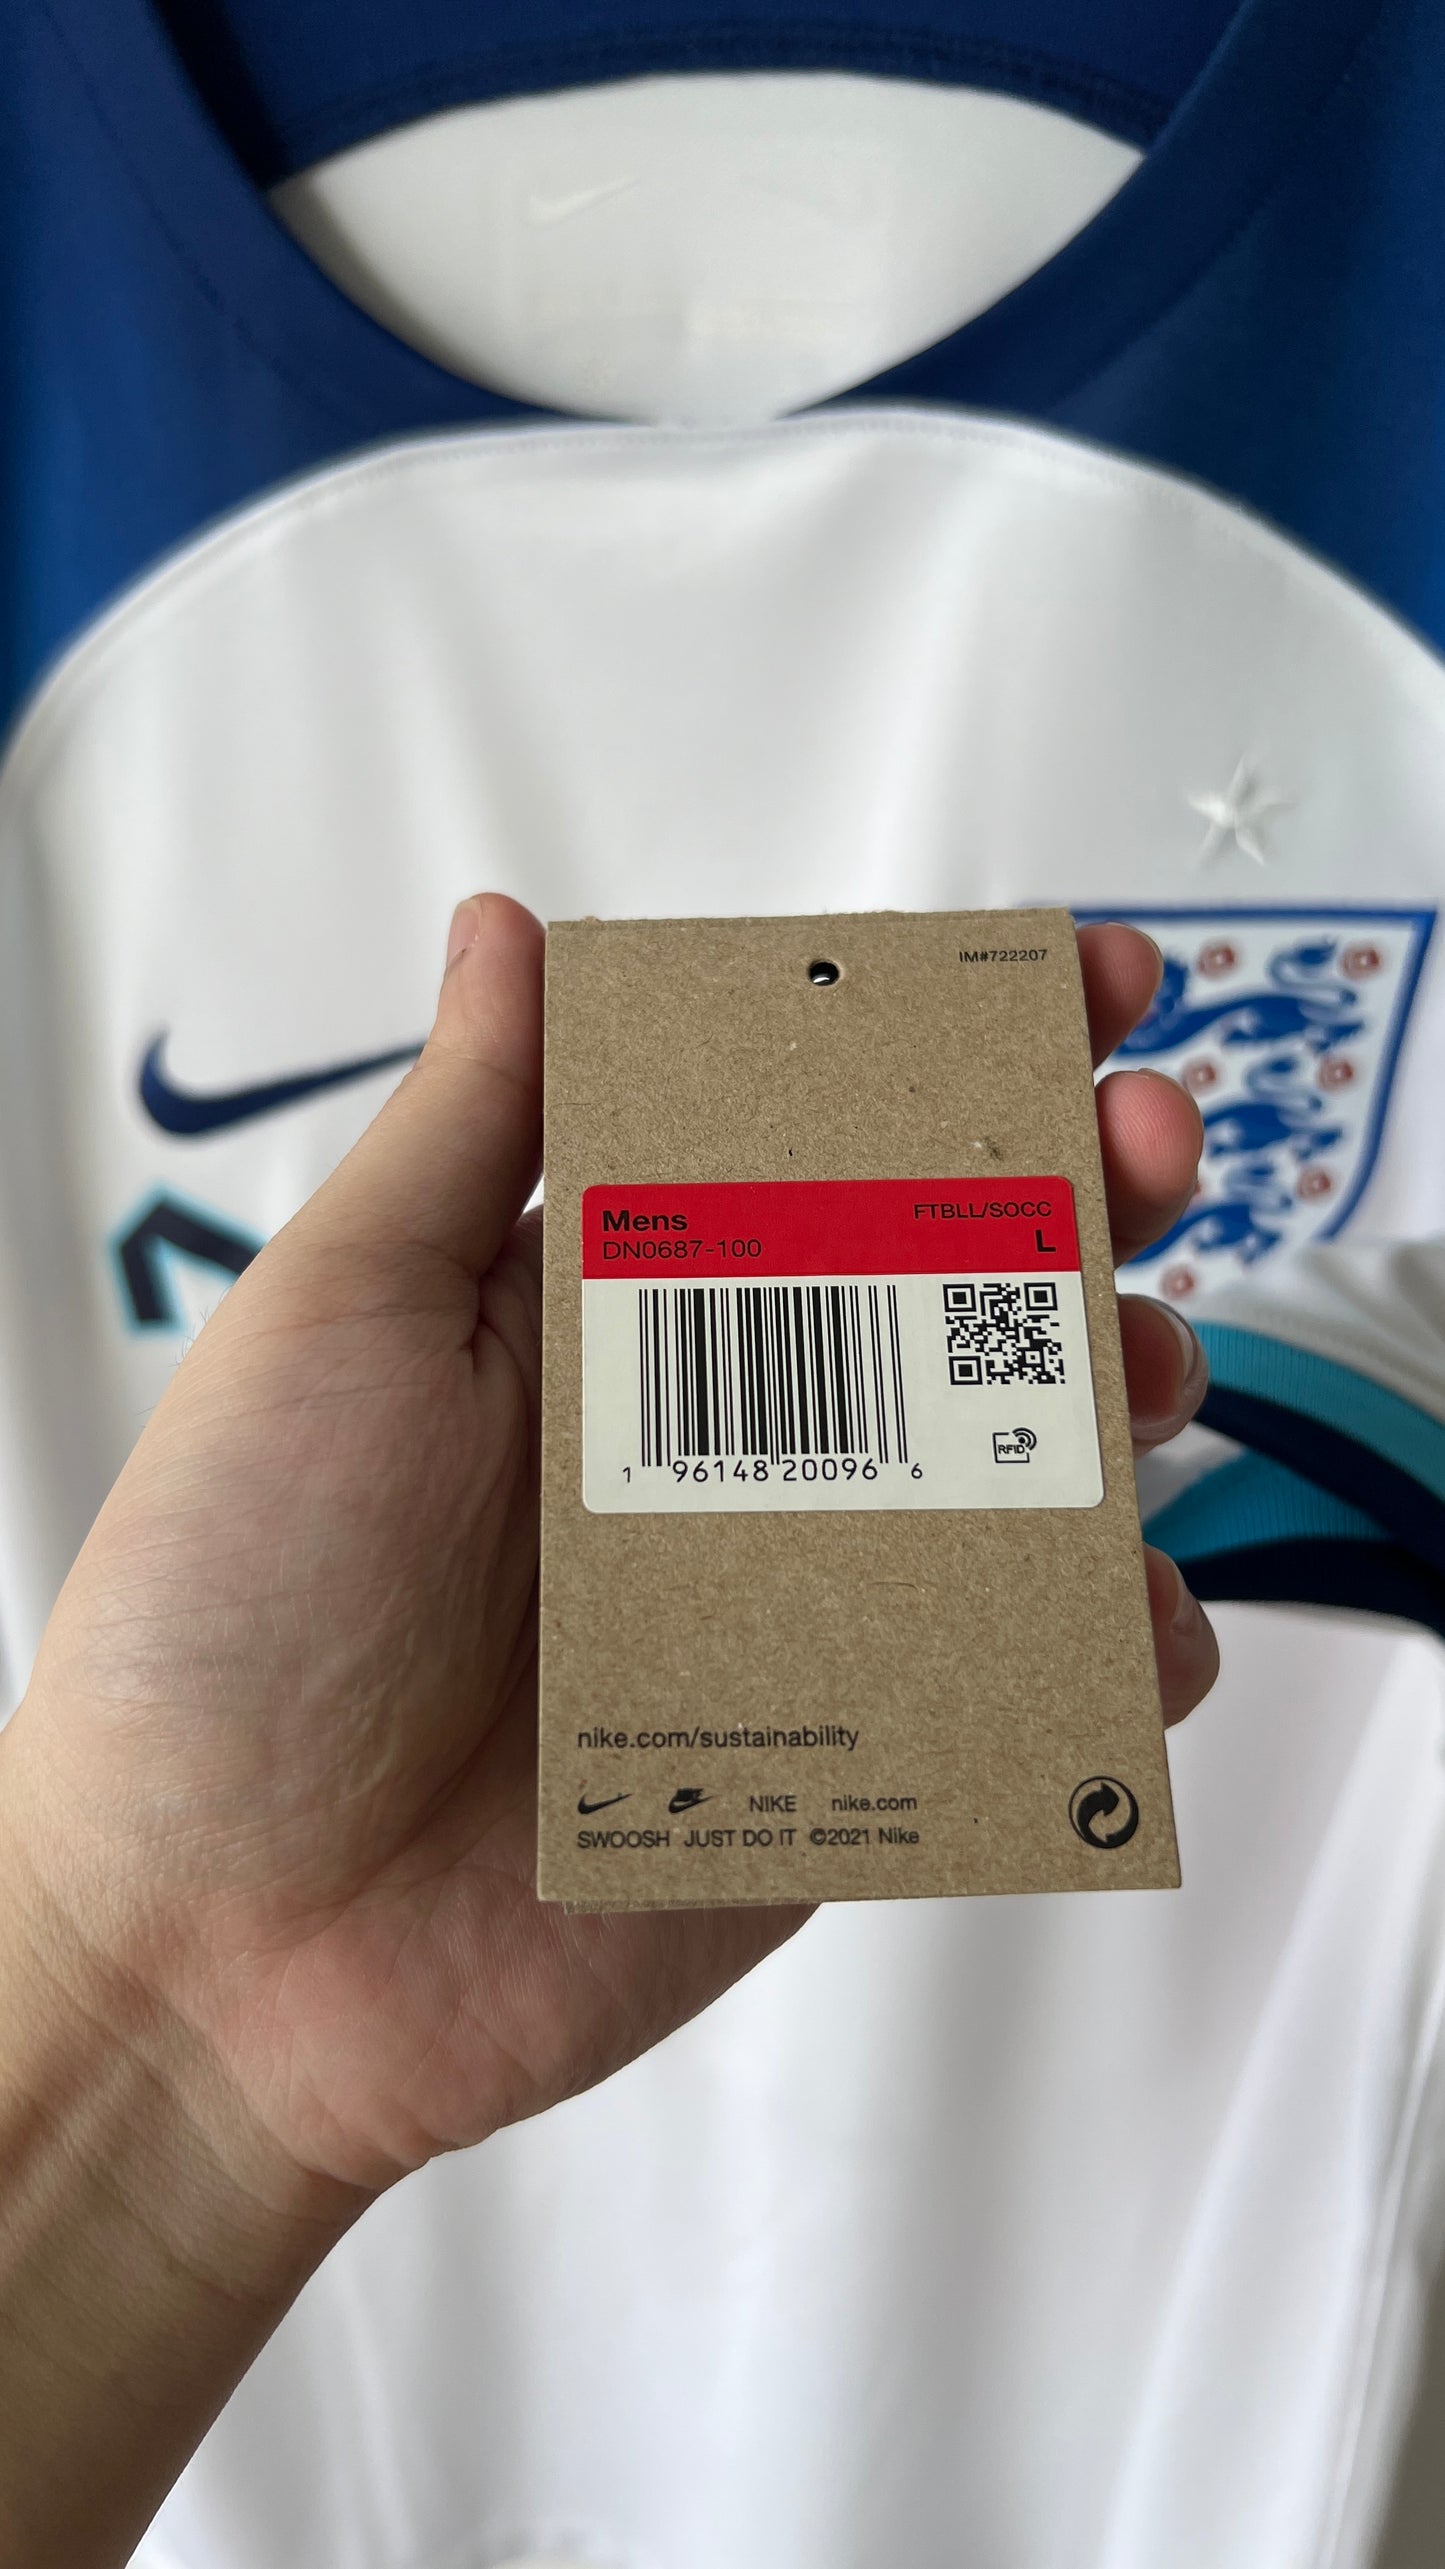 IM#722207
Mens FTBLL/SOCC
DN0687-100 L
1 96148 20096 6
RFID
nike.com/sustainability
NIKE nike.com
SWOOSH JUST DO IT ©2021 Nike